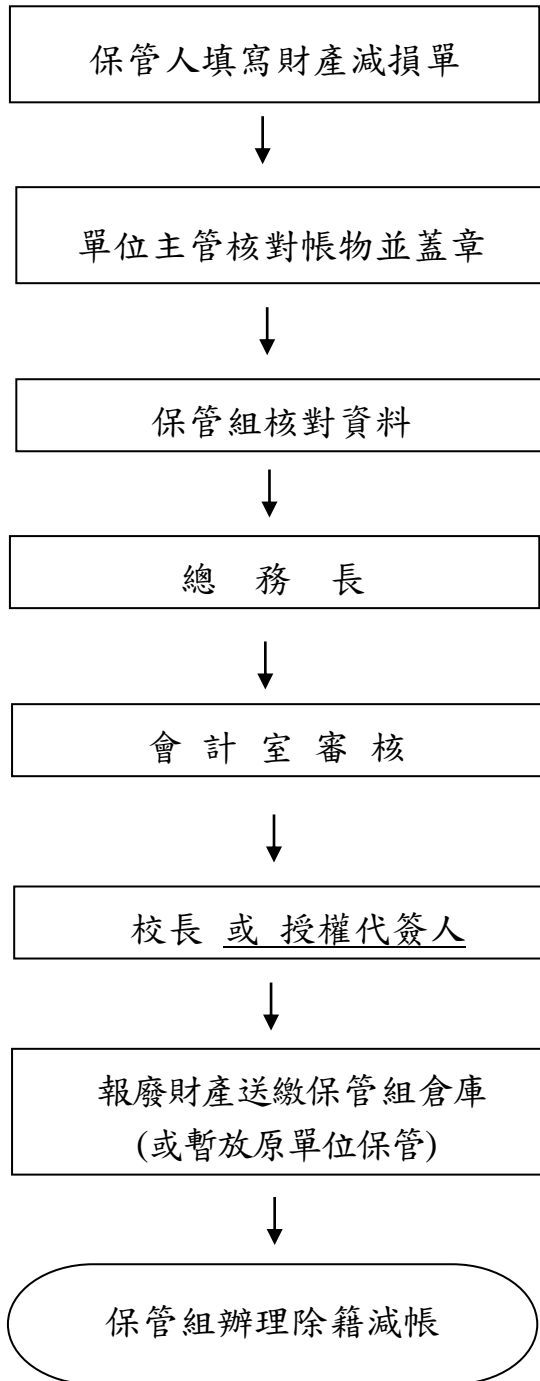 保管人填寫財產減損單
單位主管核對帳物並蓋章
保管組核對資料
總 務 長
會 計 室 審 核
校長 或 授權代簽人
報廢財產送繳保管組倉庫
(或暫放原單位保管)
保管組辦理除籍減帳